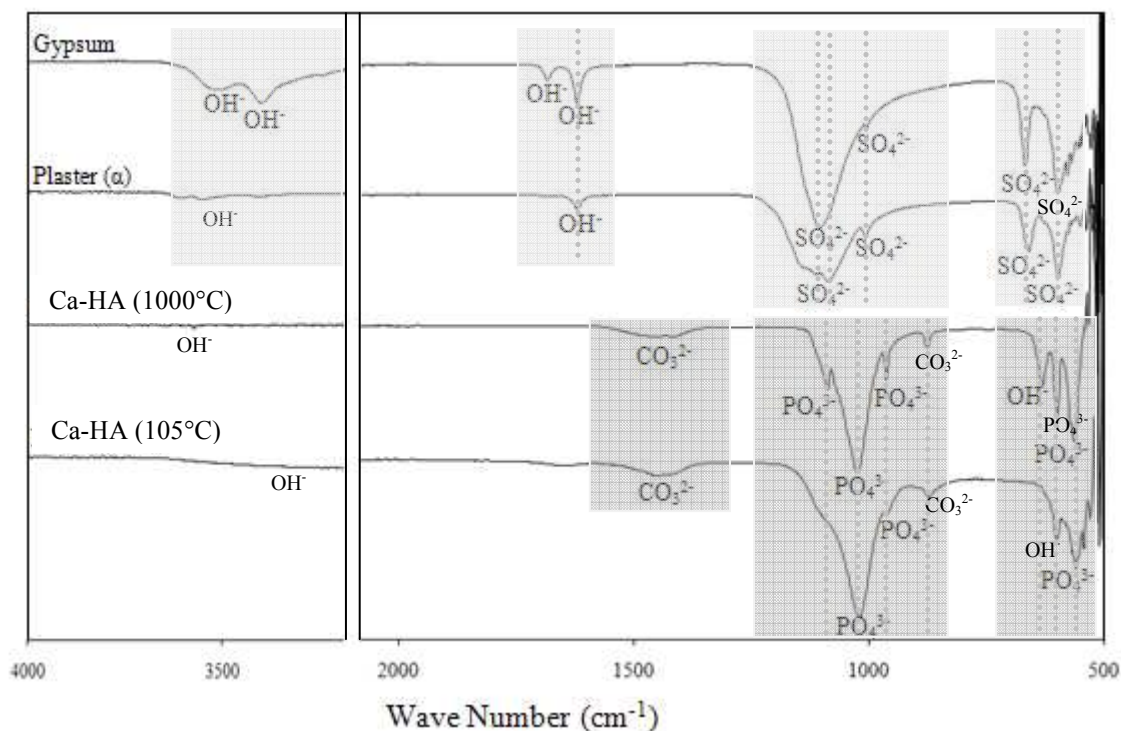 Gypsum
OH⁻
OH⁻
OH⁻
OH⁻
SO₄²⁻
SO₄²⁻
SO₄²⁻
Plaster (α)
OH⁻
OH⁻
SO₄²⁻
SO₄²⁻
SO₄²⁻
SO₄²⁻
SO₄²⁻
Ca-HA (1000°C)
OH⁻
CO₃²⁻
PO₄³⁻
PO₄³⁻
PO₄³⁻
CO₃²⁻
OH⁻
PO₄³⁻
PO₄³⁻
Ca-HA (105°C)
OH⁻
CO₃²⁻
PO₄³⁻
PO₄³⁻
CO₃²⁻
OH⁻
PO₄³⁻
4000 3500 2000 1500 1000 500
Wave Number (cm⁻¹)